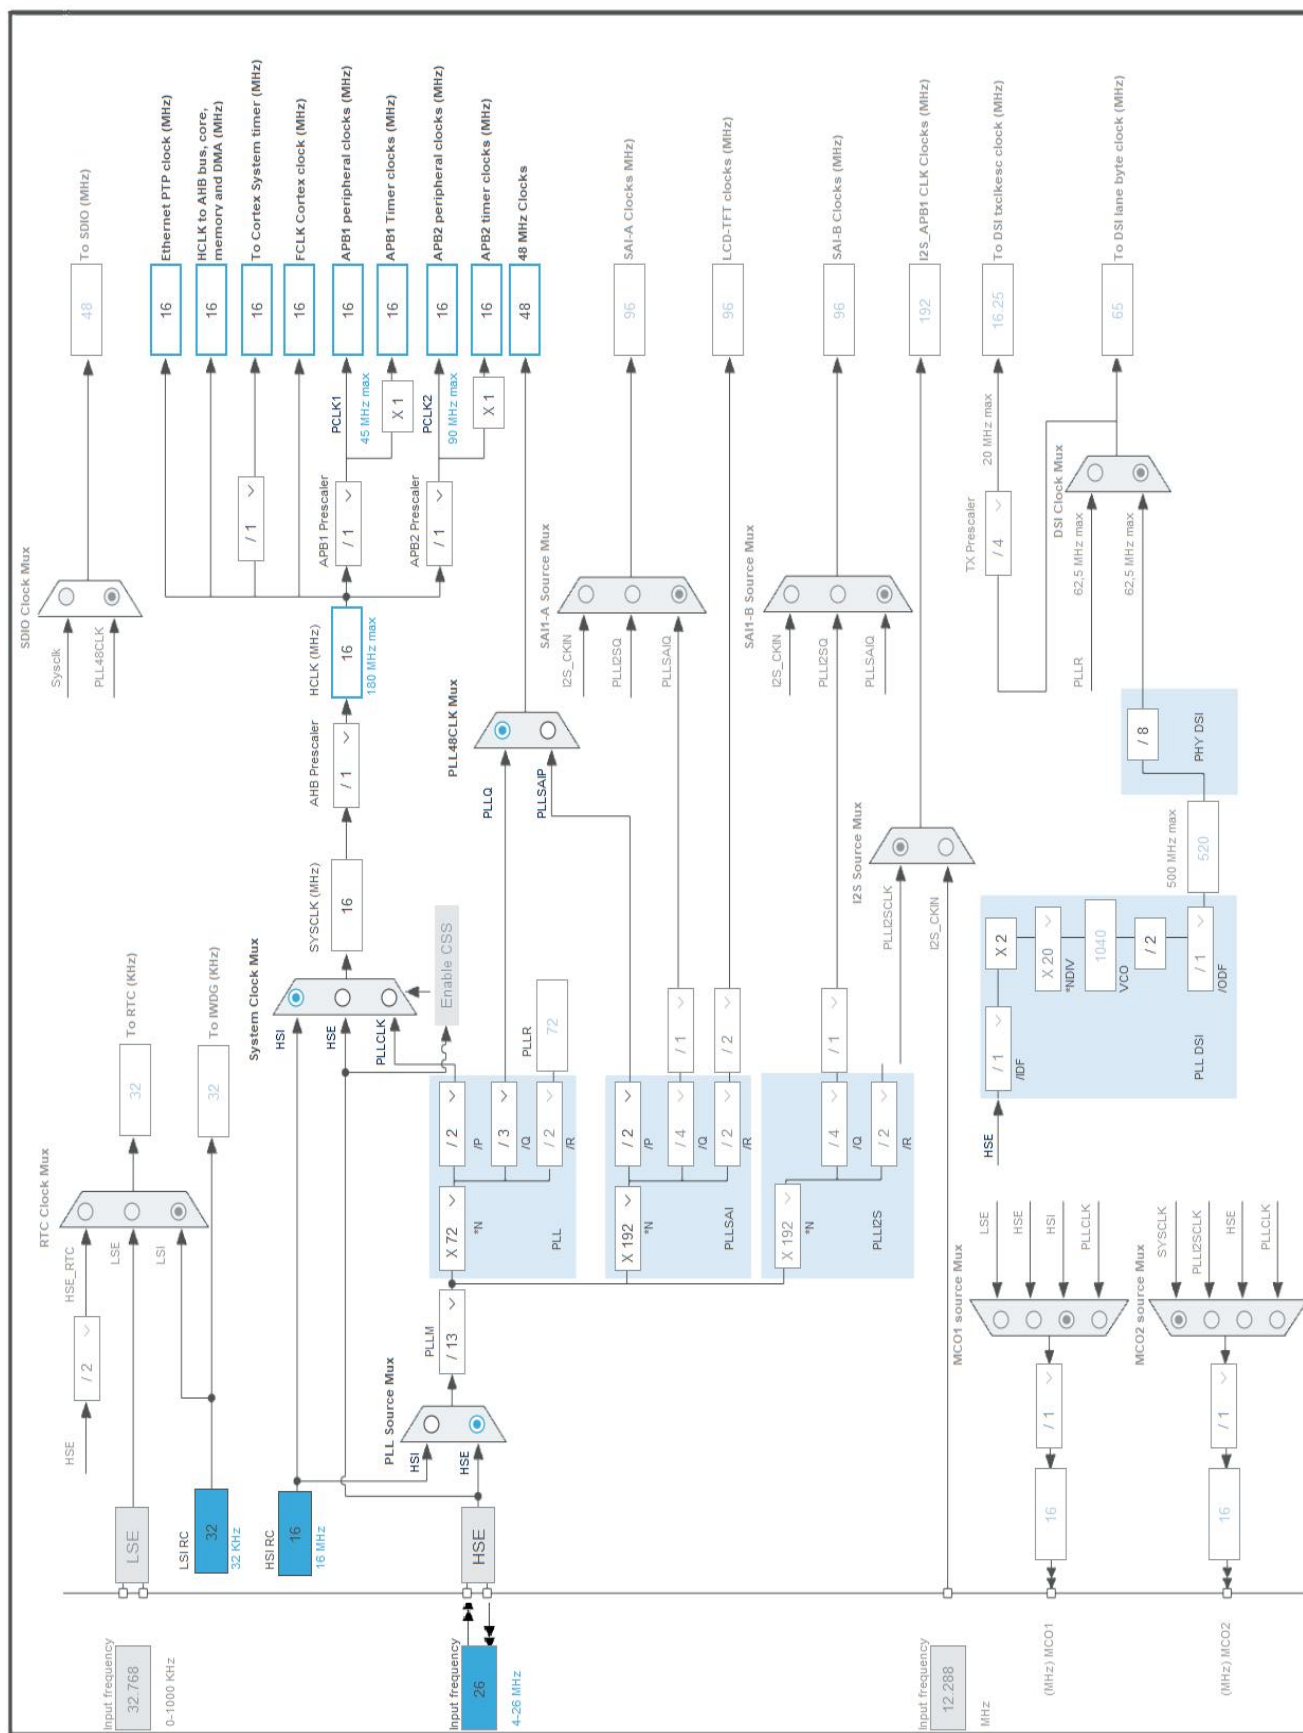 RTC Clock Mux
HSE
/ 2
HSE_RTC
LSE
LSI
To RTC (KHz)
32
To IWDG (KHz)
32
SDIO Clock Mux
Sysclk
PLL48CLK
48
To SDIO (MHz)
Input frequency
32.768
0-1000 KHz
LSE
LSI RC
32
32 KHz
HSI RC
16
16 MHz
Input frequency
26
4-26 MHz
HSE
PLL Source Mux
HSI
HSE
PLLM
/ 13
System Clock Mux
HSI
HSE
PLLCLK
Enable CSS
SYSCLK (MHz)
16
AHB Prescaler
/ 1
HCLK (MHz)
16
180 MHz max
/ 1
APB1 Prescaler
/ 1
PCLK1
45 MHz max
X 1
APB2 Prescaler
/ 1
PCLK2
90 MHz max
X 1
16
Ethernet PTP clock (MHz)
16
HCLK to AHB bus, core,
memory and DMA (MHz)
16
To Cortex System timer (MHz)
16
FCLK Cortex clock (MHz)
16
APB1 peripheral clocks (MHz)
16
APB1 Timer clocks (MHz)
16
APB2 peripheral clocks (MHz)
16
APB2 timer clocks (MHz)
48
48 MHz Clocks
X 72
*N
/ 2
/P
/ 3
/Q
/ 2
/R
PLL
PLLR
72
PLL48CLK Mux
PLLQ
PLLSAIP
X 192
*N
/ 2
/P
/ 4
/Q
/ 2
/R
PLLSAI
/ 1
/ 2
SAI1-A Source Mux
I2S_CKIN
PLLI2SQ
PLLSAIQ
96
SAI-A Clocks MHz)
96
LCD-TFT clocks (MHz)
X 192
*N
/ 4
/Q
/ 2
/R
PLLI2S
/ 1
SAI1-B Source Mux
I2S_CKIN
PLLI2SQ
PLLSAIQ
96
SAI-B Clocks (MHz)
I2S Source Mux
PLLI2SCLK
I2S_CKIN
192
I2S_APB1 CLK Clocks (MHz)
Input frequency
12.288
MHz
HSE
/ 1
/IDF
X 2
X 20
*NDIV
1040
VCO
/ 2
/ 1
/ODF
PLL DSI
500 MHz max
520
/ 8
PHY DSI
PLLR
62,5 MHz max
62,5 MHz max
DSI Clock Mux
TX Prescaler
/ 4
20 MHz max
16.25
To DSI txclkesc clock (MHz)
65
To DSI lane byte clock (MHz)
MCO1 source Mux
LSE
HSE
HSI
PLLCLK
/ 1
16
(MHz) MCO1
MCO2 source Mux
SYSCLK
PLLI2SCLK
HSE
PLLCLK
/ 1
16
(MHz) MCO2